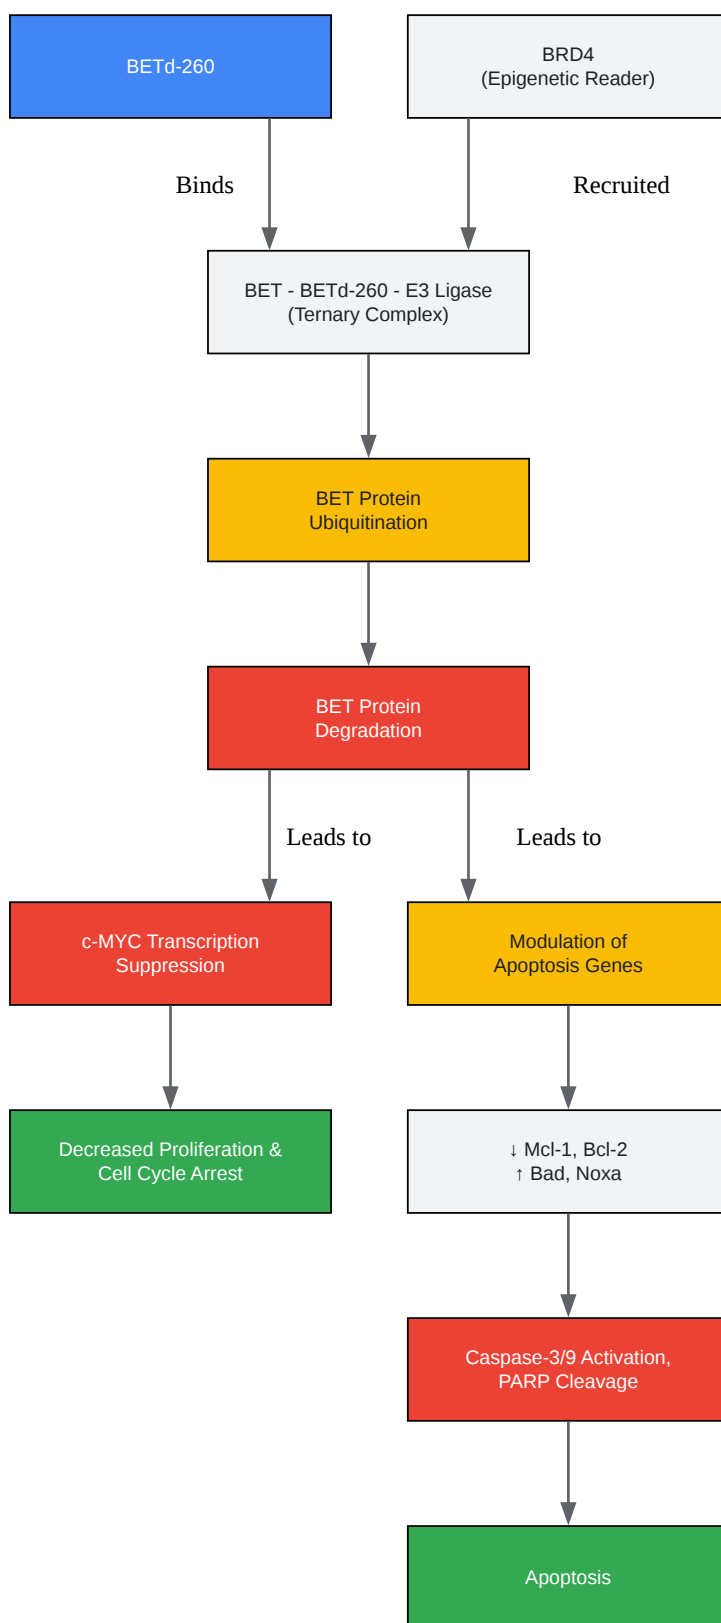 BETd-260
BRD4
(Epigenetic Reader)
Binds
Recruited
BET - BETd-260 - E3 Ligase
(Ternary Complex)
BET Protein
Ubiquitination
BET Protein
Degradation
Leads to
Leads to
c-MYC Transcription
Suppression
Modulation of
Apoptosis Genes
Decreased Proliferation &
Cell Cycle Arrest
↓ Mcl-1, Bcl-2
↑ Bad, Noxa
Caspase-3/9 Activation,
PARP Cleavage
Apoptosis